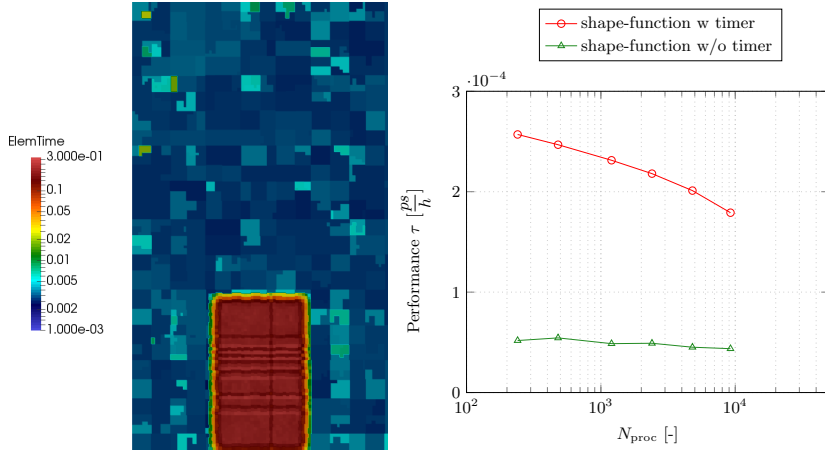 ElemTime
3.000e-01
0.1
0.05
0.02
0.01
0.005
0.002
1.000e-03
shape-function w timer
shape-function w/o timer
·10⁻⁴
3
2
1
0
Performance τ [ps/h]
10² 10³ 10⁴
N_proc [-]